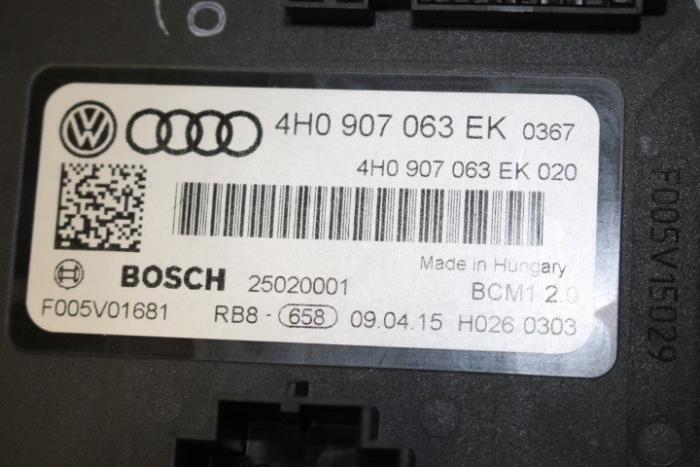 4H0 907 063 EK 0367
4H0 907 063 EK 020
BOSCH 25020001
Made in Hungary
BCM1 2.0
F005V01681 RB8-658 09.04.15 H026 0303
F005V15029